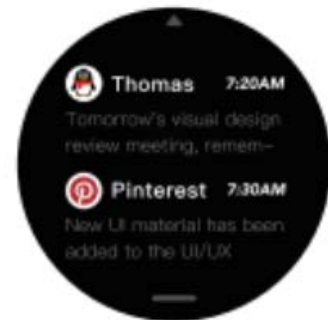 Thomas 7:20AM
Tomorrow's visual design
review meeting, remem-
Pinterest 7:30AM
New UI material has been
added to the UI/UX